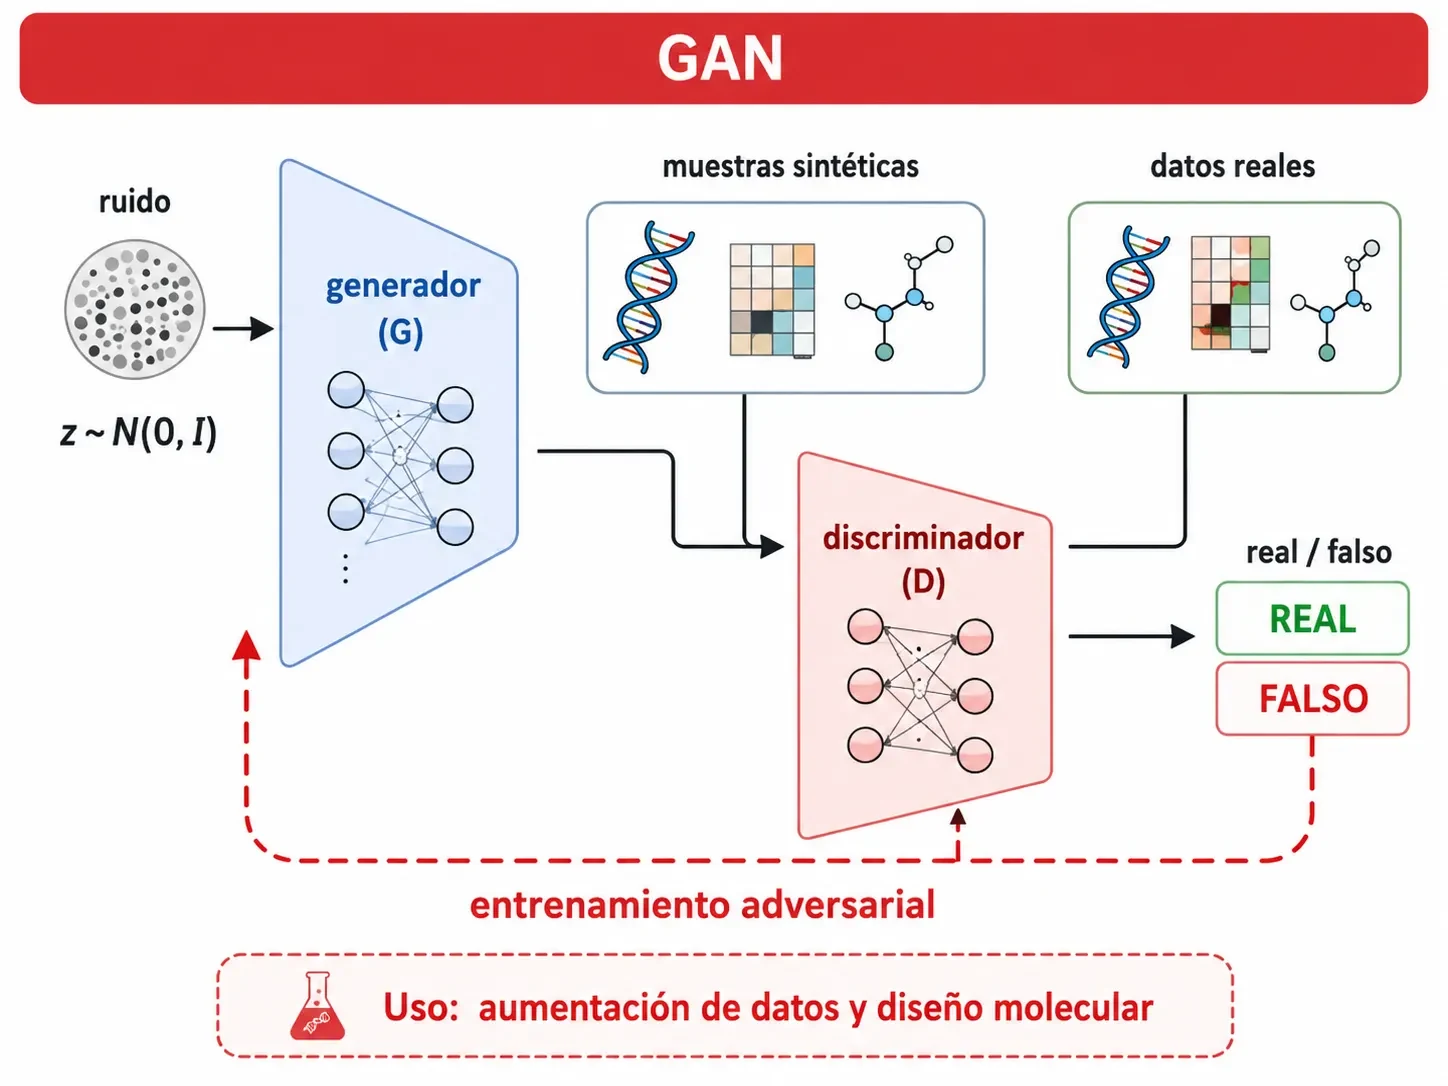 GAN
ruido
z ~ N(0, I)
generador
(G)
muestras sintéticas
datos reales
discriminador
(D)
real / falso
REAL
FALSO
entrenamiento adversarial
Uso: aumentación de datos y diseño molecular